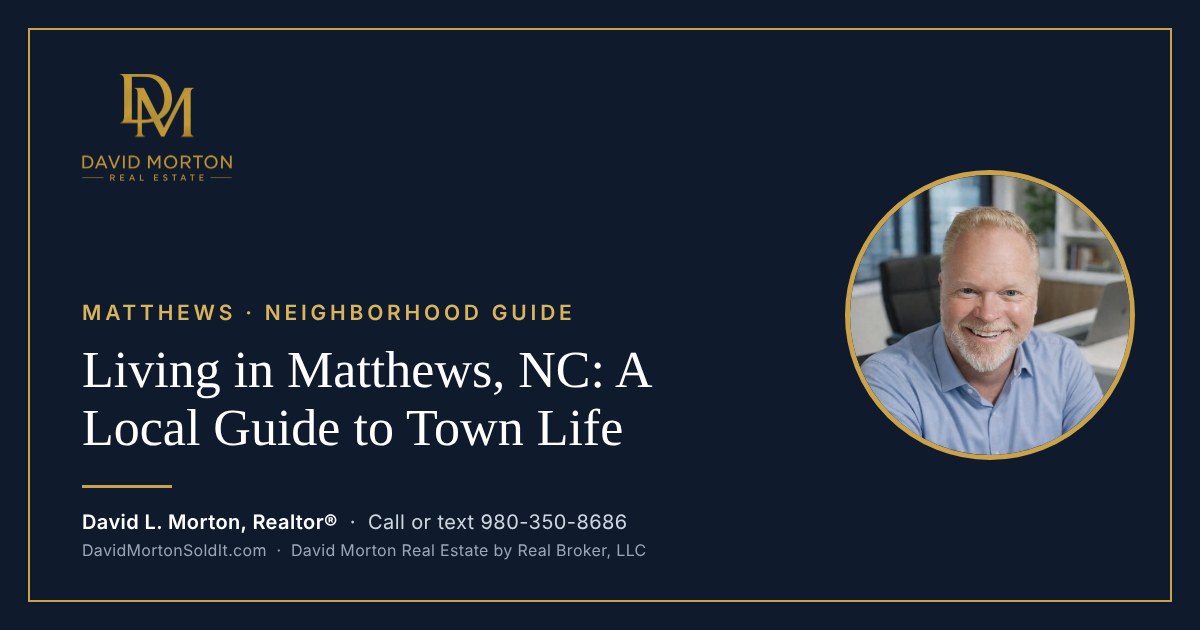 DM
DAVID MORTON
REAL ESTATE
MATTHEWS · NEIGHBORHOOD GUIDE
Living in Matthews, NC: A
Local Guide to Town Life
David L. Morton, Realtor® · Call or text 980-350-8686
DavidMortonSoldIt.com · David Morton Real Estate by Real Broker, LLC